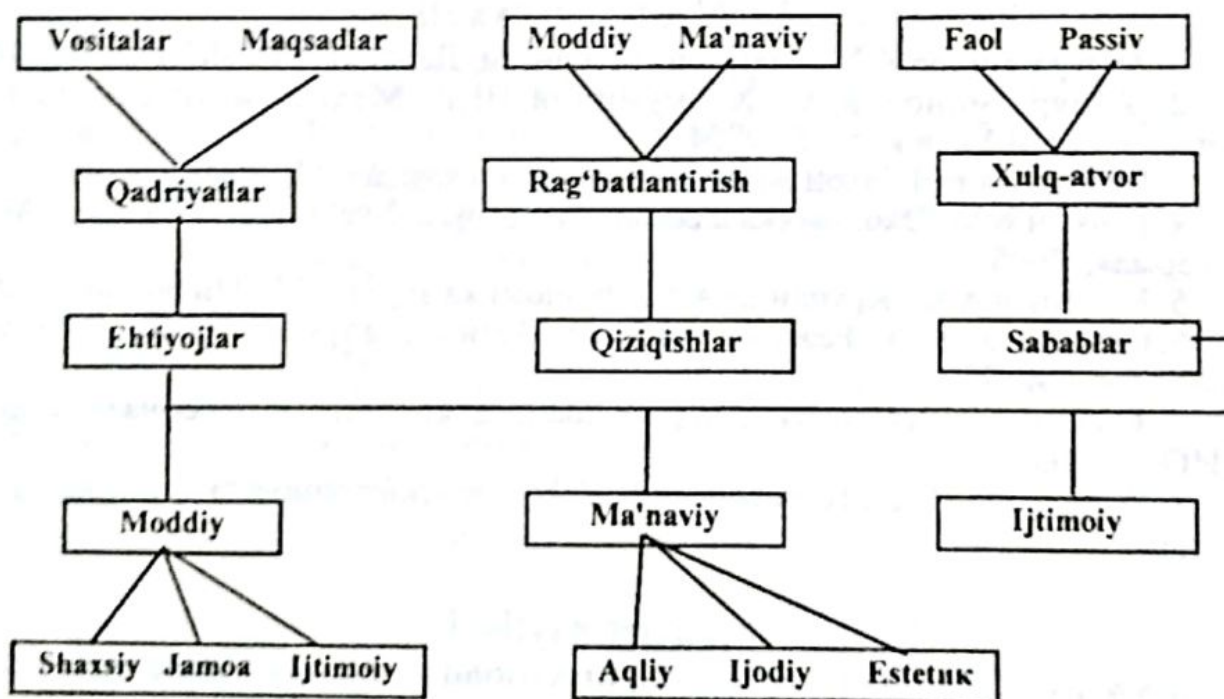 Vositalar Maqsadlar
Moddiy Ma'naviy
Faol Passiv
Qadriyatlar
Rag‘batlantirish
Xulq-atvor
Ehtiyojlar
Qiziqishlar
Sabablar
Moddiy
Ma'naviy
Ijtimoiy
Shaxsiy Jamoa Ijtimoiy
Aqliy Ijodiy Estetик